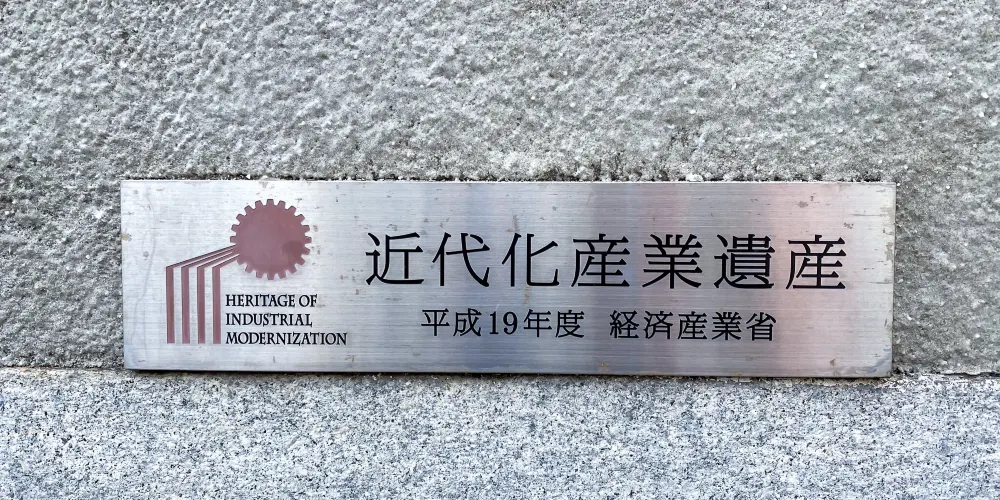 HERITAGE OF
INDUSTRIAL
MODERNIZATION
近代化産業遺産
平成19年度 経済産業省